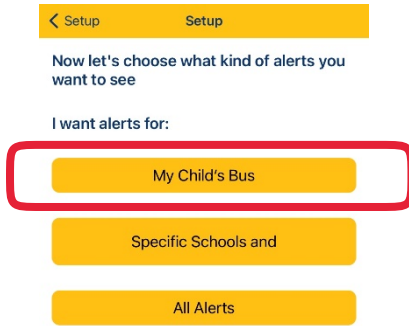 Setup Setup
Now let's choose what kind of alerts you
want to see
I want alerts for:
My Child's Bus
Specific Schools and
All Alerts